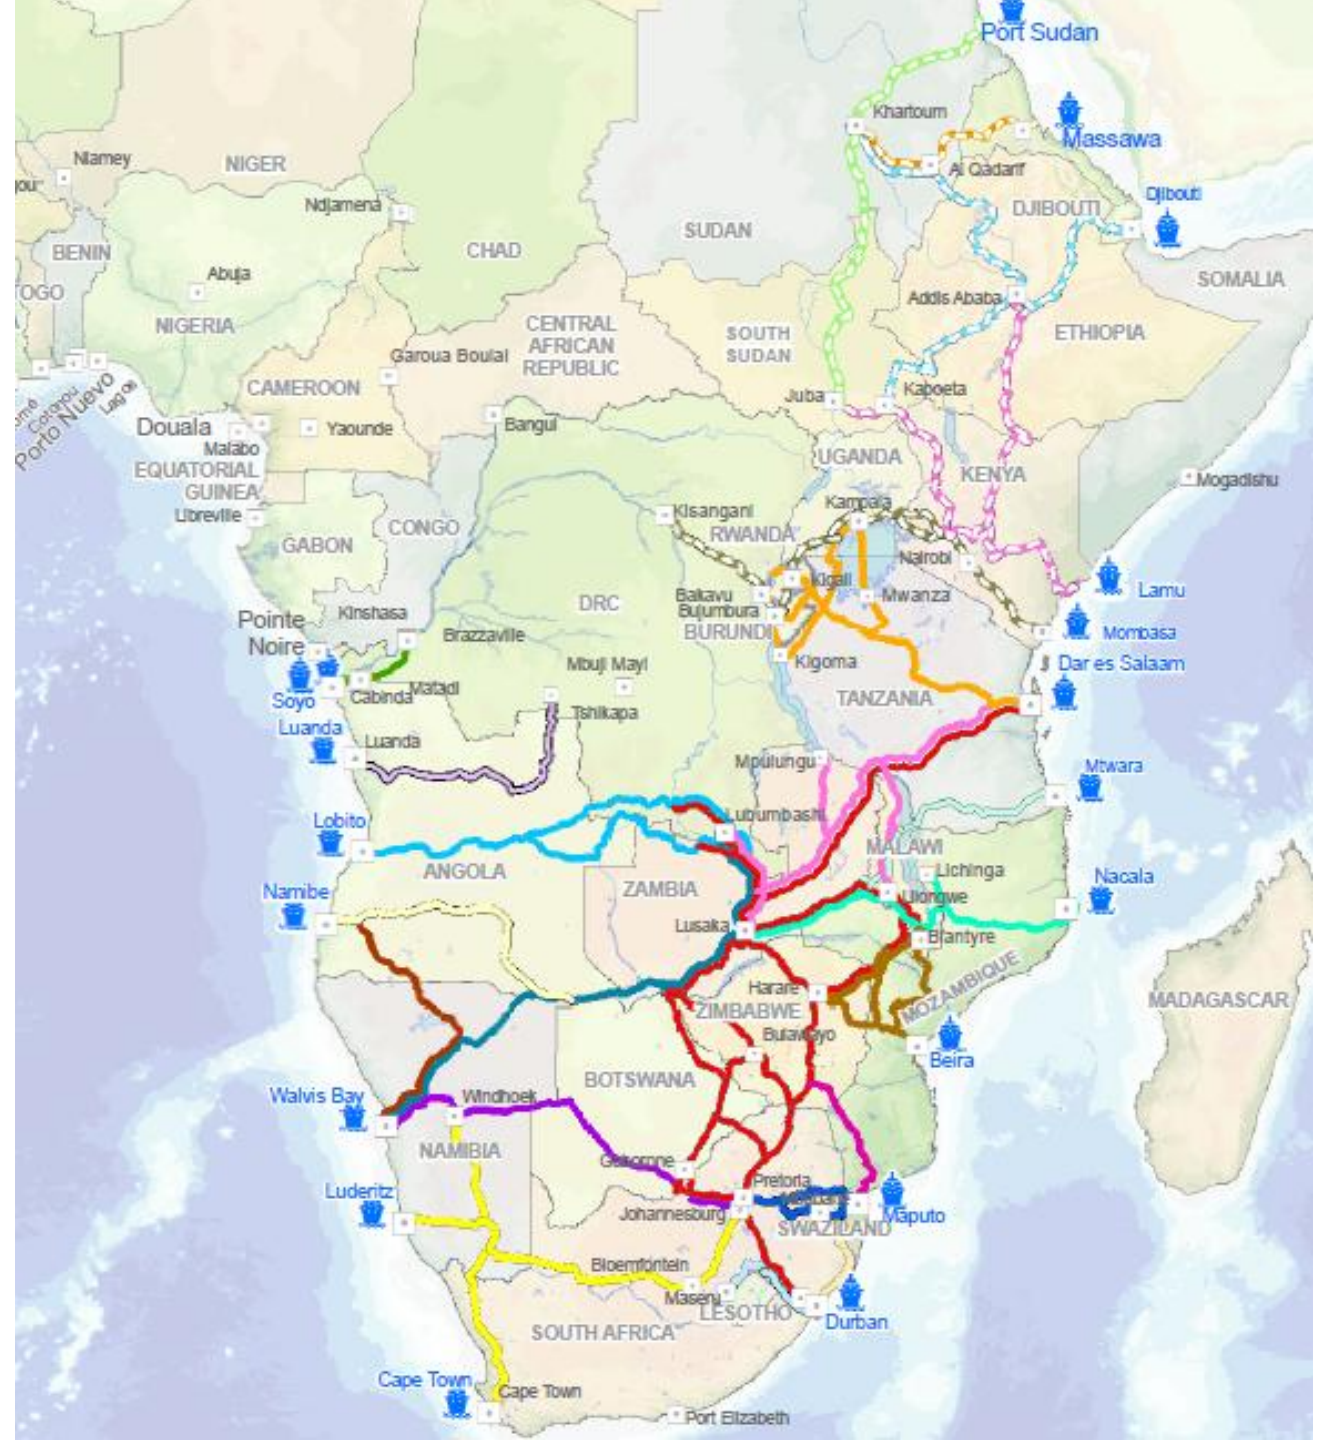 Port Sudan
Khartoum
Massawa
Niamey
NIGER
Al Qadarif
Djibouti
Ndjamena
DJIBOUTI
SUDAN
BENIN
CHAD
SOMALIA
Abuja
TOGO
Addis Ababa
NIGERIA
CENTRAL
AFRICAN
REPUBLIC
SOUTH
SUDAN
ETHIOPIA
Garoua Boulai
CAMEROON
Juba
Kapoeta
Cotonou
Porto Nuevo
Lagos
Douala
Yaounde
Bangui
Malabo
UGANDA
EQUATORIAL
GUINEA
KENYA
Mogadishu
Libreville
Kampala
Kisangani
CONGO
RWANDA
GABON
Nairobi
Kigali
Lamu
Bakavu
Mwanza
DRC
Kinshasa
Bujumbura
Pointe
Noire
Brazzaville
BURUNDI
Mombasa
Mbuji Mayi
Kigoma
Dar es Salaam
Soyo
Cabinda
Matadi
TANZANIA
Tshikapa
Luanda
Luanda
Mpulungu
Mtwara
Lobito
Lubumbashi
MALAWI
ANGOLA
Lichinga
Nacala
Namibe
ZAMBIA
Ulongwe
Lusaka
Blantyre
Harare
MOZAMBIQUE
MADAGASCAR
ZIMBABWE
Bulawayo
Beira
BOTSWANA
Walvis Bay
Windhoek
NAMIBIA
Gaborone
Pretoria
Luderitz
Johannesburg
Maputo
SWAZILAND
Bloemfontein
Maseru
LESOTHO
Durban
SOUTH AFRICA
Cape Town
Cape Town
Port Elizabeth